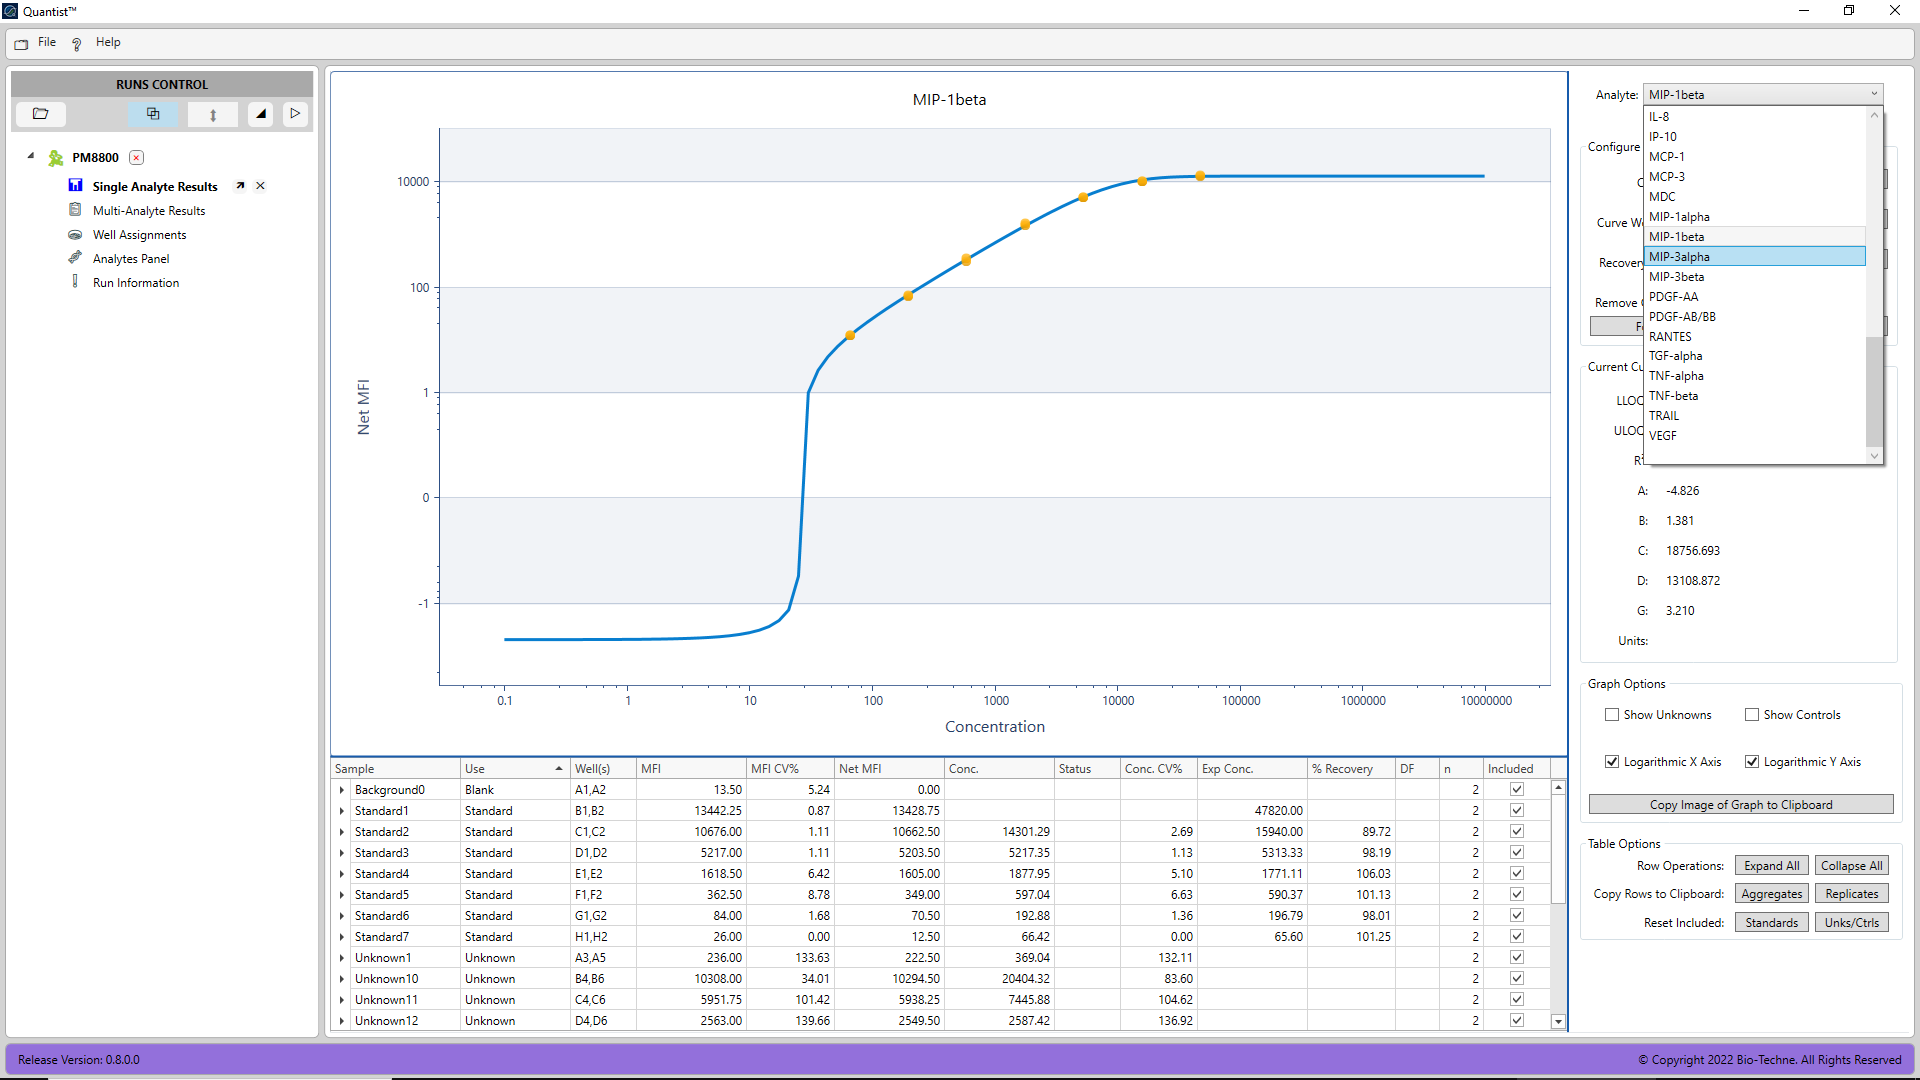 Quantist™
File Help
RUNS CONTROL
PM8800
Single Analyte Results
Multi-Analyte Results
Well Assignments
Analytes Panel
Run Information
MIP-1beta
10000
100
1
0
-1
Net MFI
0.1 1 10 100 1000 10000 100000 1000000 10000000
Concentration
Sample Use Well(s) MFI MFI CV% Net MFI Conc. Status Conc. CV% Exp Conc. % Recovery DF n Included
Background0 Blank A1,A2 13.50 5.24 0.00 2
Standard1 Standard B1,B2 13442.25 0.87 13428.75 47820.00 2
Standard2 Standard C1,C2 10676.00 1.11 10662.50 14301.29 2.69 15940.00 89.72 2
Standard3 Standard D1,D2 5217.00 1.11 5203.50 5217.35 1.13 5313.33 98.19 2
Standard4 Standard E1,E2 1618.50 6.42 1605.00 1877.95 5.10 1771.11 106.03 2
Standard5 Standard F1,F2 362.50 8.78 349.00 597.04 6.63 590.37 101.13 2
Standard6 Standard G1,G2 84.00 1.68 70.50 192.88 1.36 196.79 98.01 2
Standard7 Standard H1,H2 26.00 0.00 12.50 66.42 0.00 65.60 101.25 2
Unknown1 Unknown A3,A5 236.00 133.63 222.50 369.04 132.11 2
Unknown10 Unknown B4,B6 10308.00 34.01 10294.50 20404.32 83.60 2
Unknown11 Unknown C4,C6 5951.75 101.42 5938.25 7445.88 104.62 2
Unknown12 Unknown D4,D6 2563.00 139.66 2549.50 2587.42 136.92 2
Analyte: MIP-1beta
IL-8
IP-10
MCP-1
MCP-3
MDC
MIP-1alpha
MIP-1beta
MIP-3alpha
MIP-3beta
PDGF-AA
PDGF-AB/BB
RANTES
TGF-alpha
TNF-alpha
TNF-beta
TRAIL
VEGF
Configure
Curve
Recovery
Remove
Current
A: -4.826
B: 1.381
C: 18756.693
D: 13108.872
G: 3.210
Units:
Graph Options
Show Unknowns Show Controls
Logarithmic X Axis Logarithmic Y Axis
Copy Image of Graph to Clipboard
Table Options
Row Operations: Expand All Collapse All
Copy Rows to Clipboard: Aggregates Replicates
Reset Included: Standards Unks/Ctrls
Release Version: 0.8.0.0
© Copyright 2022 Bio-Techne. All Rights Reserved